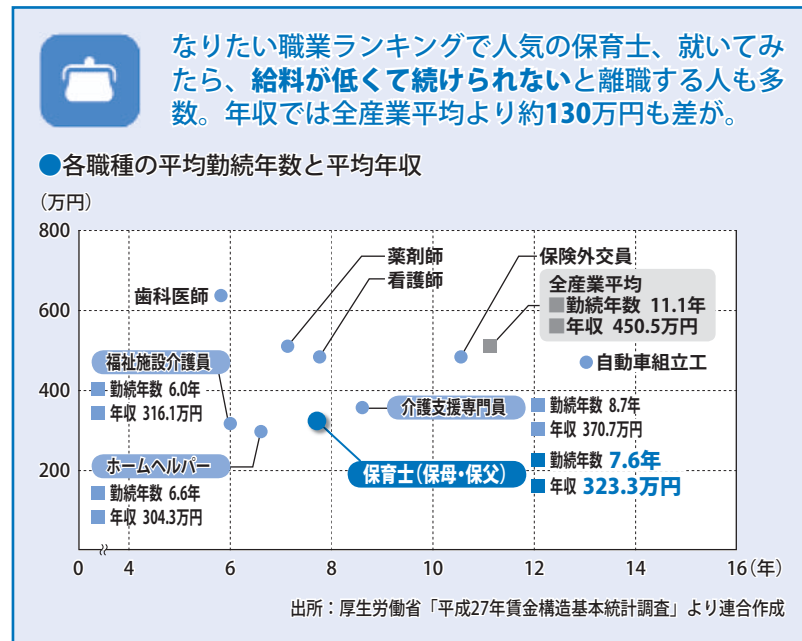 なりたい職業ランキングで人気の保育士、就いてみ
たら、給料が低くて続けられないと離職する人も多
数。年収では全産業平均より約130万円も差が。
●各職種の平均勤続年数と平均年収
(万円)
800
600
400
200
薬剤師
看護師
保険外交員
全産業平均
■勤続年数 11.1年
■年収 450.5万円
歯科医師
自動車組立工
福祉施設介護員
■勤続年数 6.0年
■年収 316.1万円
介護支援専門員
■勤続年数 8.7年
■年収 370.7万円
ホームヘルパー
■勤続年数 6.6年
■年収 304.3万円
保育士(保母・保父)
■勤続年数 7.6年
■年収 323.3万円
0 4 6 8 10 12 14 16(年)
出所：厚生労働省「平成27年賃金構造基本統計調査」より連合作成